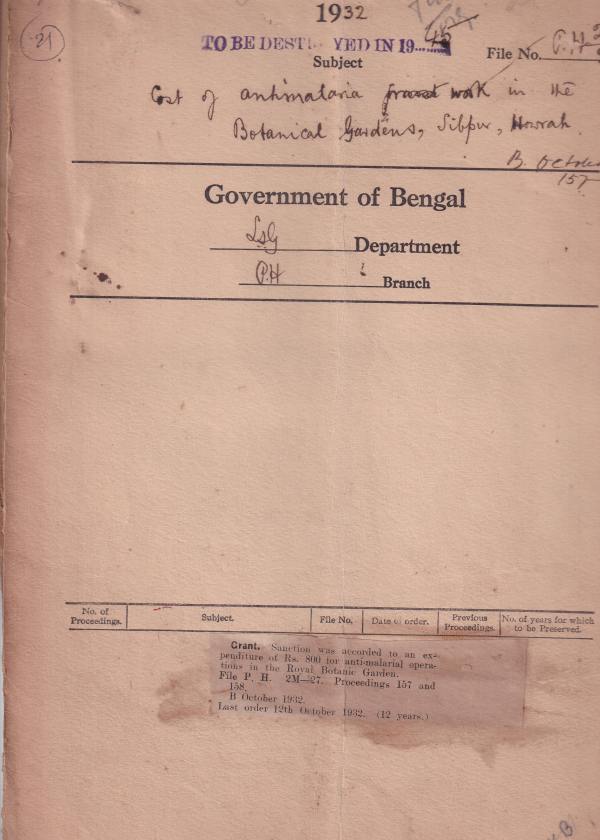 1932
21
TO BE DESTROYED IN 1945
File No. P.H.
Subject
Cost of antimalaria grant work in the
Botanical Gardens, Sibpur, Howrah.
B. October
157
Government of Bengal
LSG Department
P.H Branch
No. of Proceedings. Subject. File No. Date of order. Previous Proceedings. No. of years for which to be Preserved.
Grant. Sanction was accorded to an ex-
penditure of Rs. 800 for anti-malarial opera-
tions in the Royal Botanic Garden.
File P. H. 2M—27. Proceedings 157 and
158.
B October 1932.
Last order 12th October 1932. (12 years.)
B